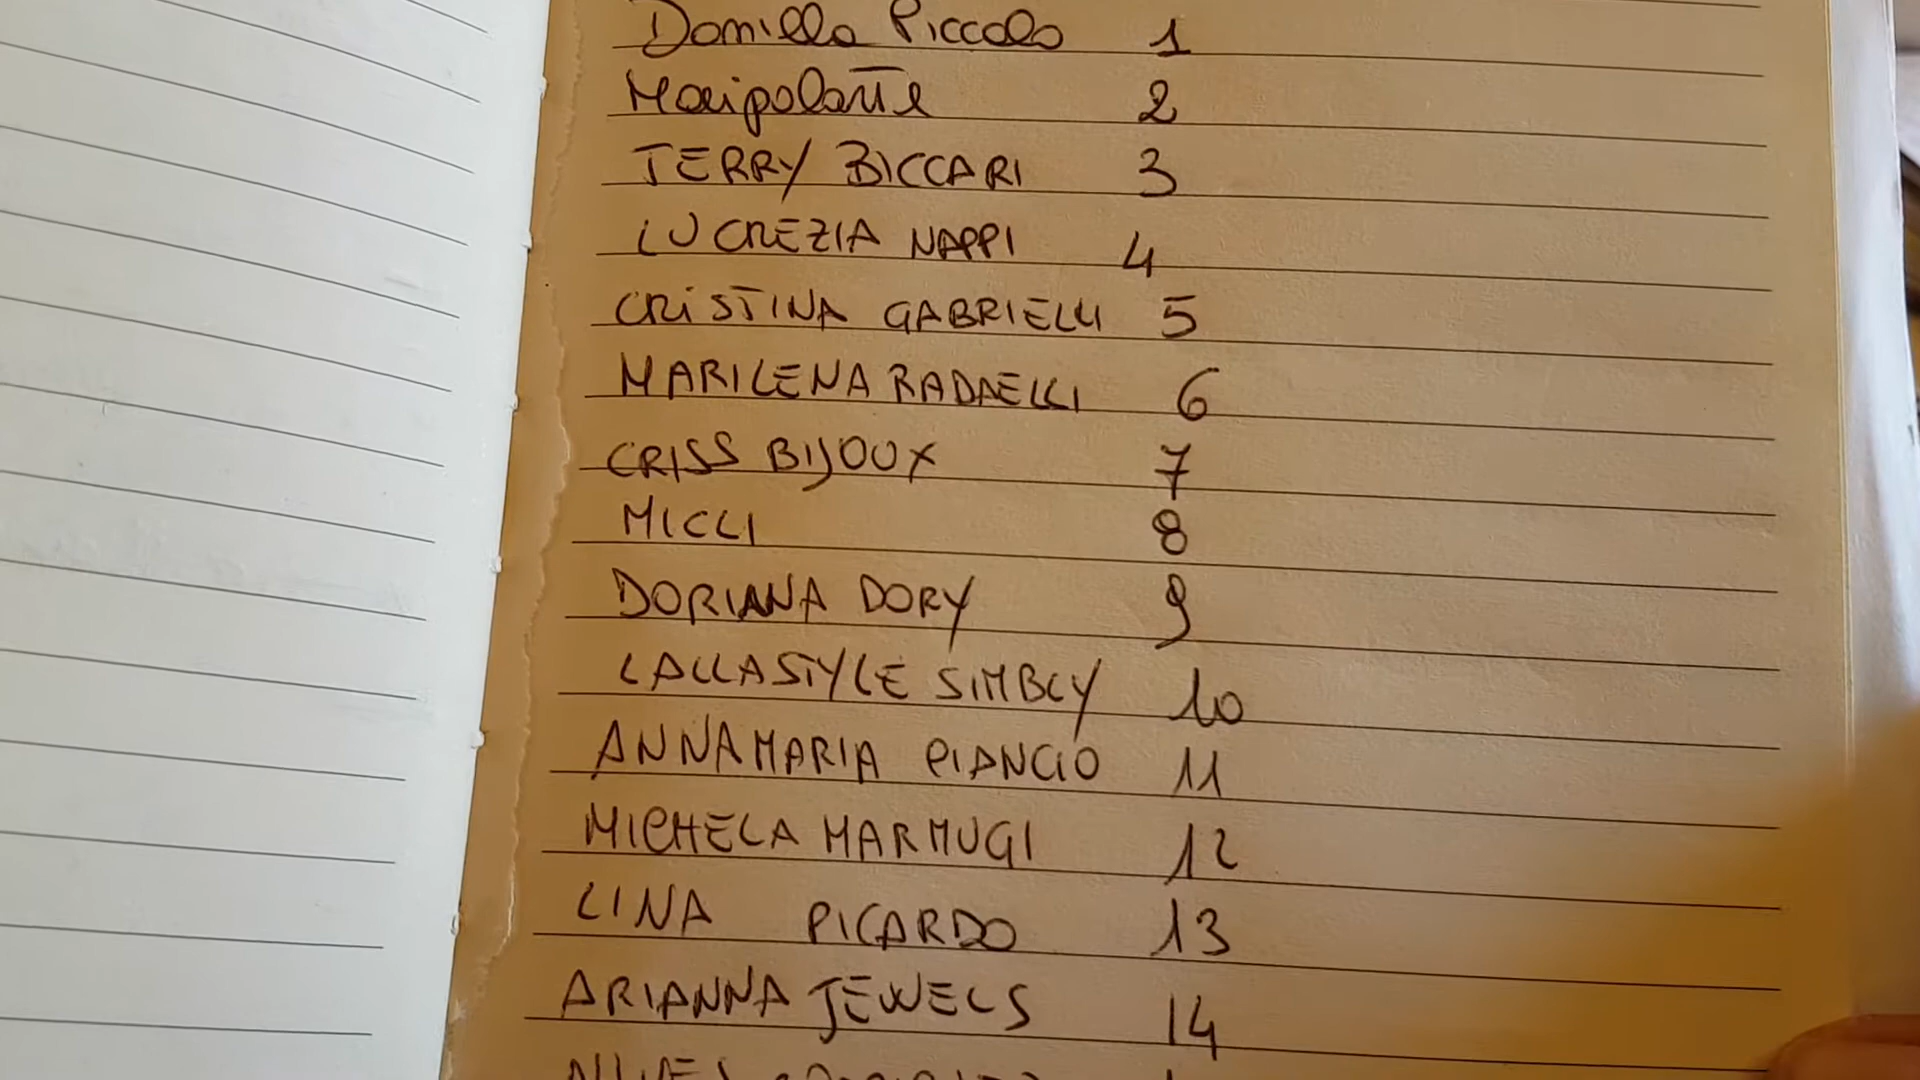 Domilla Piccolo 1
Maripolante 2
TERRY BICCARI 3
LUCREZIA NAPPI 4
CRISTINA GABRIELLI 5
MARILENA RADAELLI 6
CRISS BIJOUX 7
MICLI 8
DORIANA DORY 9
LALLASTYLE SIMBLY 10
ANNAMARIA PIANCIO 11
MICHELA MARMUGI 12
LINA PICARDO 13
ARIANNA JEWELS 14